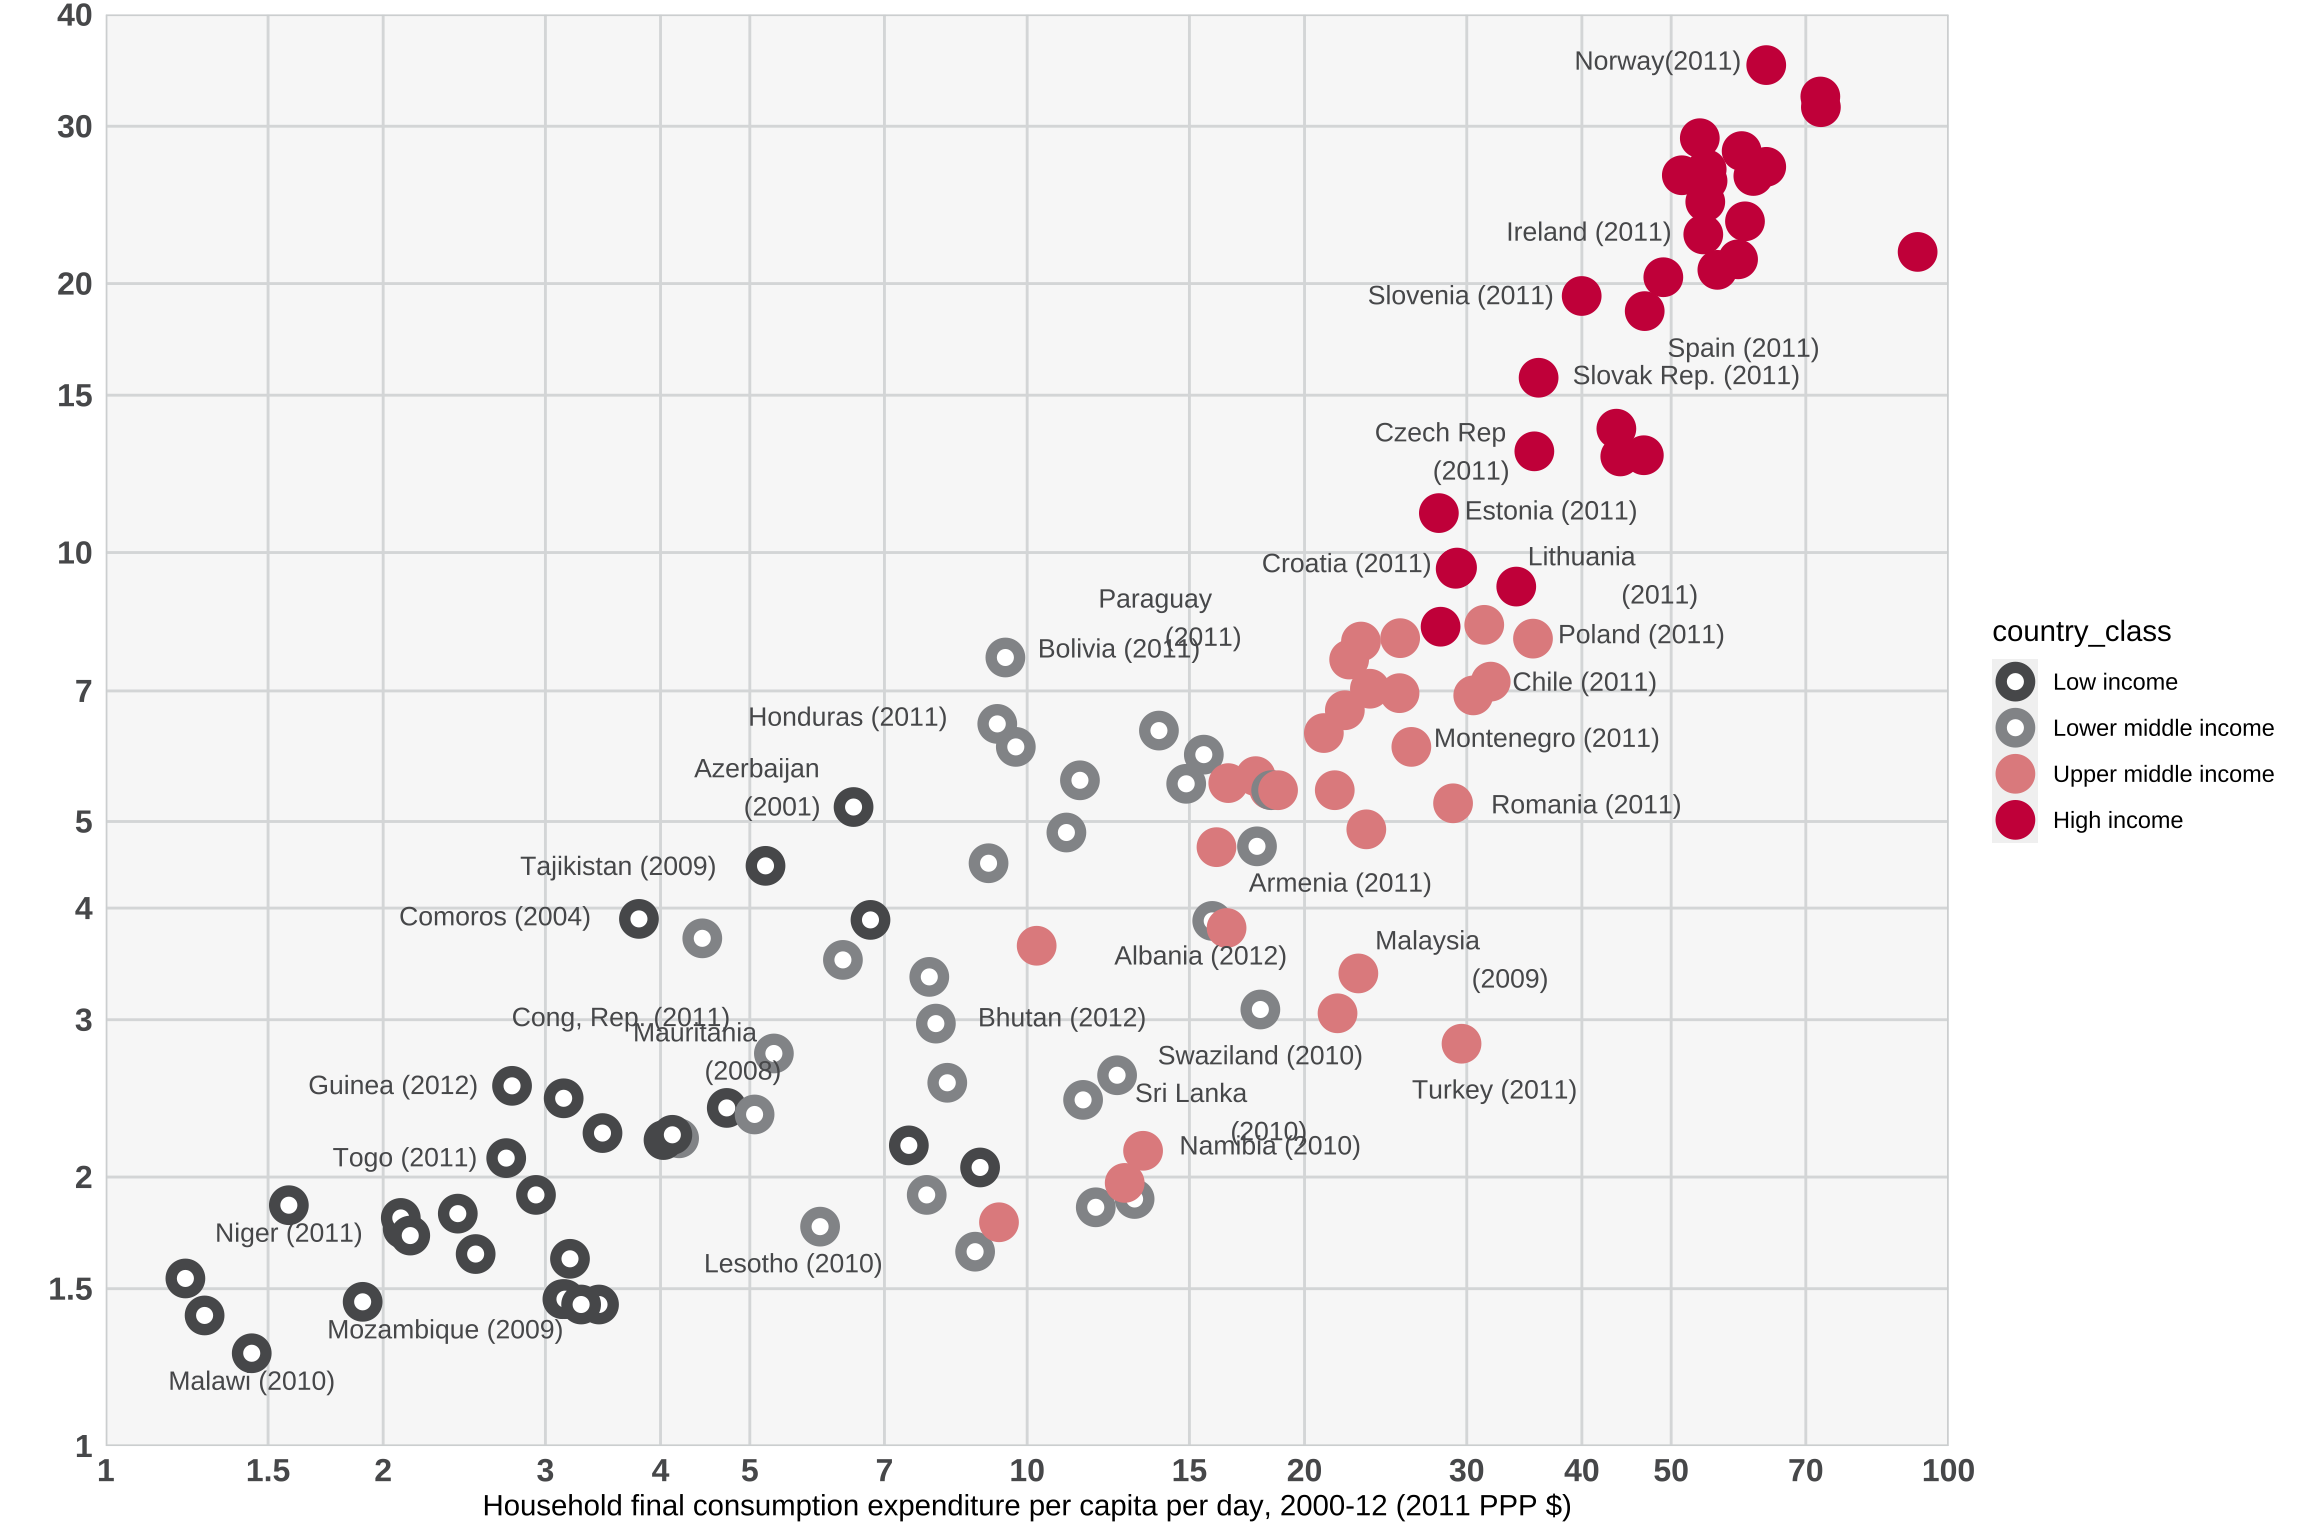 40
Norway(2011)
30
Ireland (2011)
20
Slovenia (2011)
Spain (2011)
Slovak Rep. (2011)
15
Czech Rep
(2011)
Estonia (2011)
10
Croatia (2011)
Lithuania
(2011)
Paraguay
(2011)
Bolivia (2011)
Poland (2011)
7
Chile (2011)
Honduras (2011)
Montenegro (2011)
Azerbaijan
(2001)
Romania (2011)
5
Tajikistan (2009)
Armenia (2011)
4
Comoros (2004)
Albania (2012)
Malaysia
(2009)
3
Cong, Rep. (2011)
Mauritania
(2008)
Bhutan (2012)
Swaziland (2010)
Guinea (2012)
Sri Lanka
(2010)
Turkey (2011)
Namibia (2010)
Togo (2011)
2
Niger (2011)
Lesotho (2010)
1.5
Mozambique (2009)
Malawi (2010)
1
1 1.5 2 3 4 5 7 10 15 20 30 40 50 70 100
Household final consumption expenditure per capita per day, 2000-12 (2011 PPP $)
country_class
Low income
Lower middle income
Upper middle income
High income